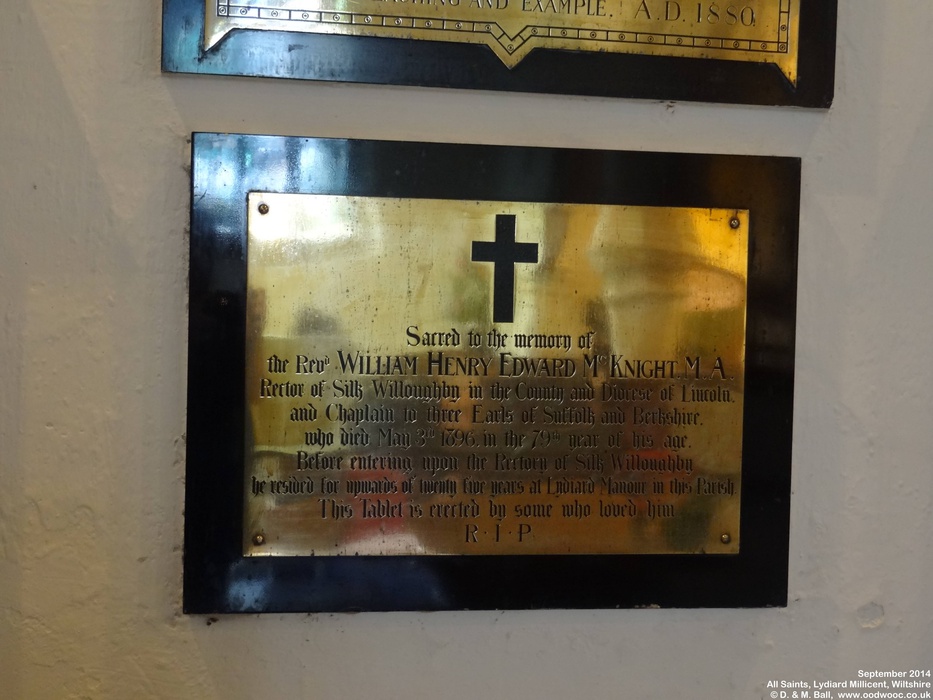 AND EXAMPLE. A.D. 1880.
Sacred to the memory of
the Revd. WILLIAM HENRY EDWARD Mc KNIGHT. M.A.,
Rector of Silk Willoughby in the County and Diocese of Lincoln,
and Chaplain to three Earls of Suffolk and Berkshire,
who died May 3rd 1896, in the 79th year of his age.
Before entering upon the Rectory of Silk Willoughby
he resided for upwards of twenty five years at Lydiard Manour in this Parish.
This Tablet is erected by some who loved him
R·I·P.
September 2014
All Saints, Lydiard Millicent, Wiltshire
© D. & M. Ball, www.oodwooc.co.uk